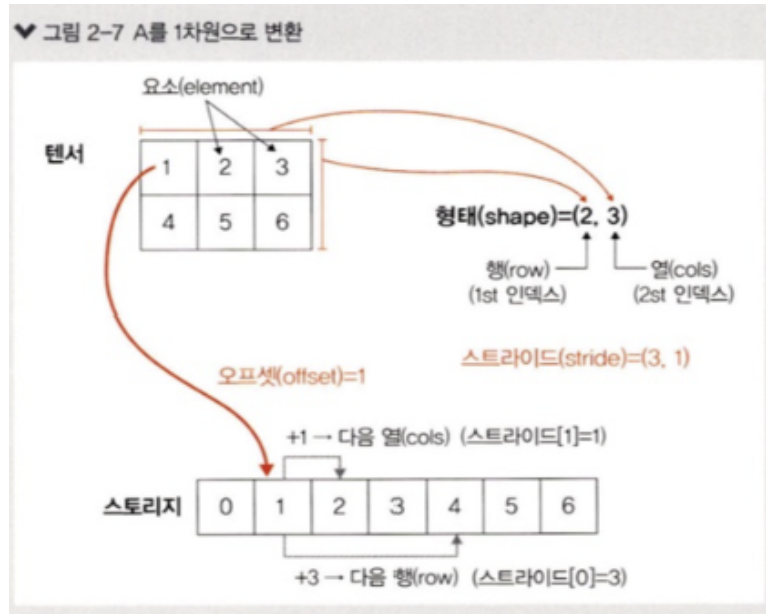 그림 2-7 A를 1차원으로 변환
요소(element)
텐서
1 2 3
4 5 6
형태(shape)=(2, 3)
행(row) 열(cols)
(1st 인덱스) (2st 인덱스)
스트라이드(stride)=(3, 1)
오프셋(offset)=1
+1 → 다음 열(cols) (스트라이드[1]=1)
스토리지 0 1 2 3 4 5 6
+3 → 다음 행(row) (스트라이드[0]=3)